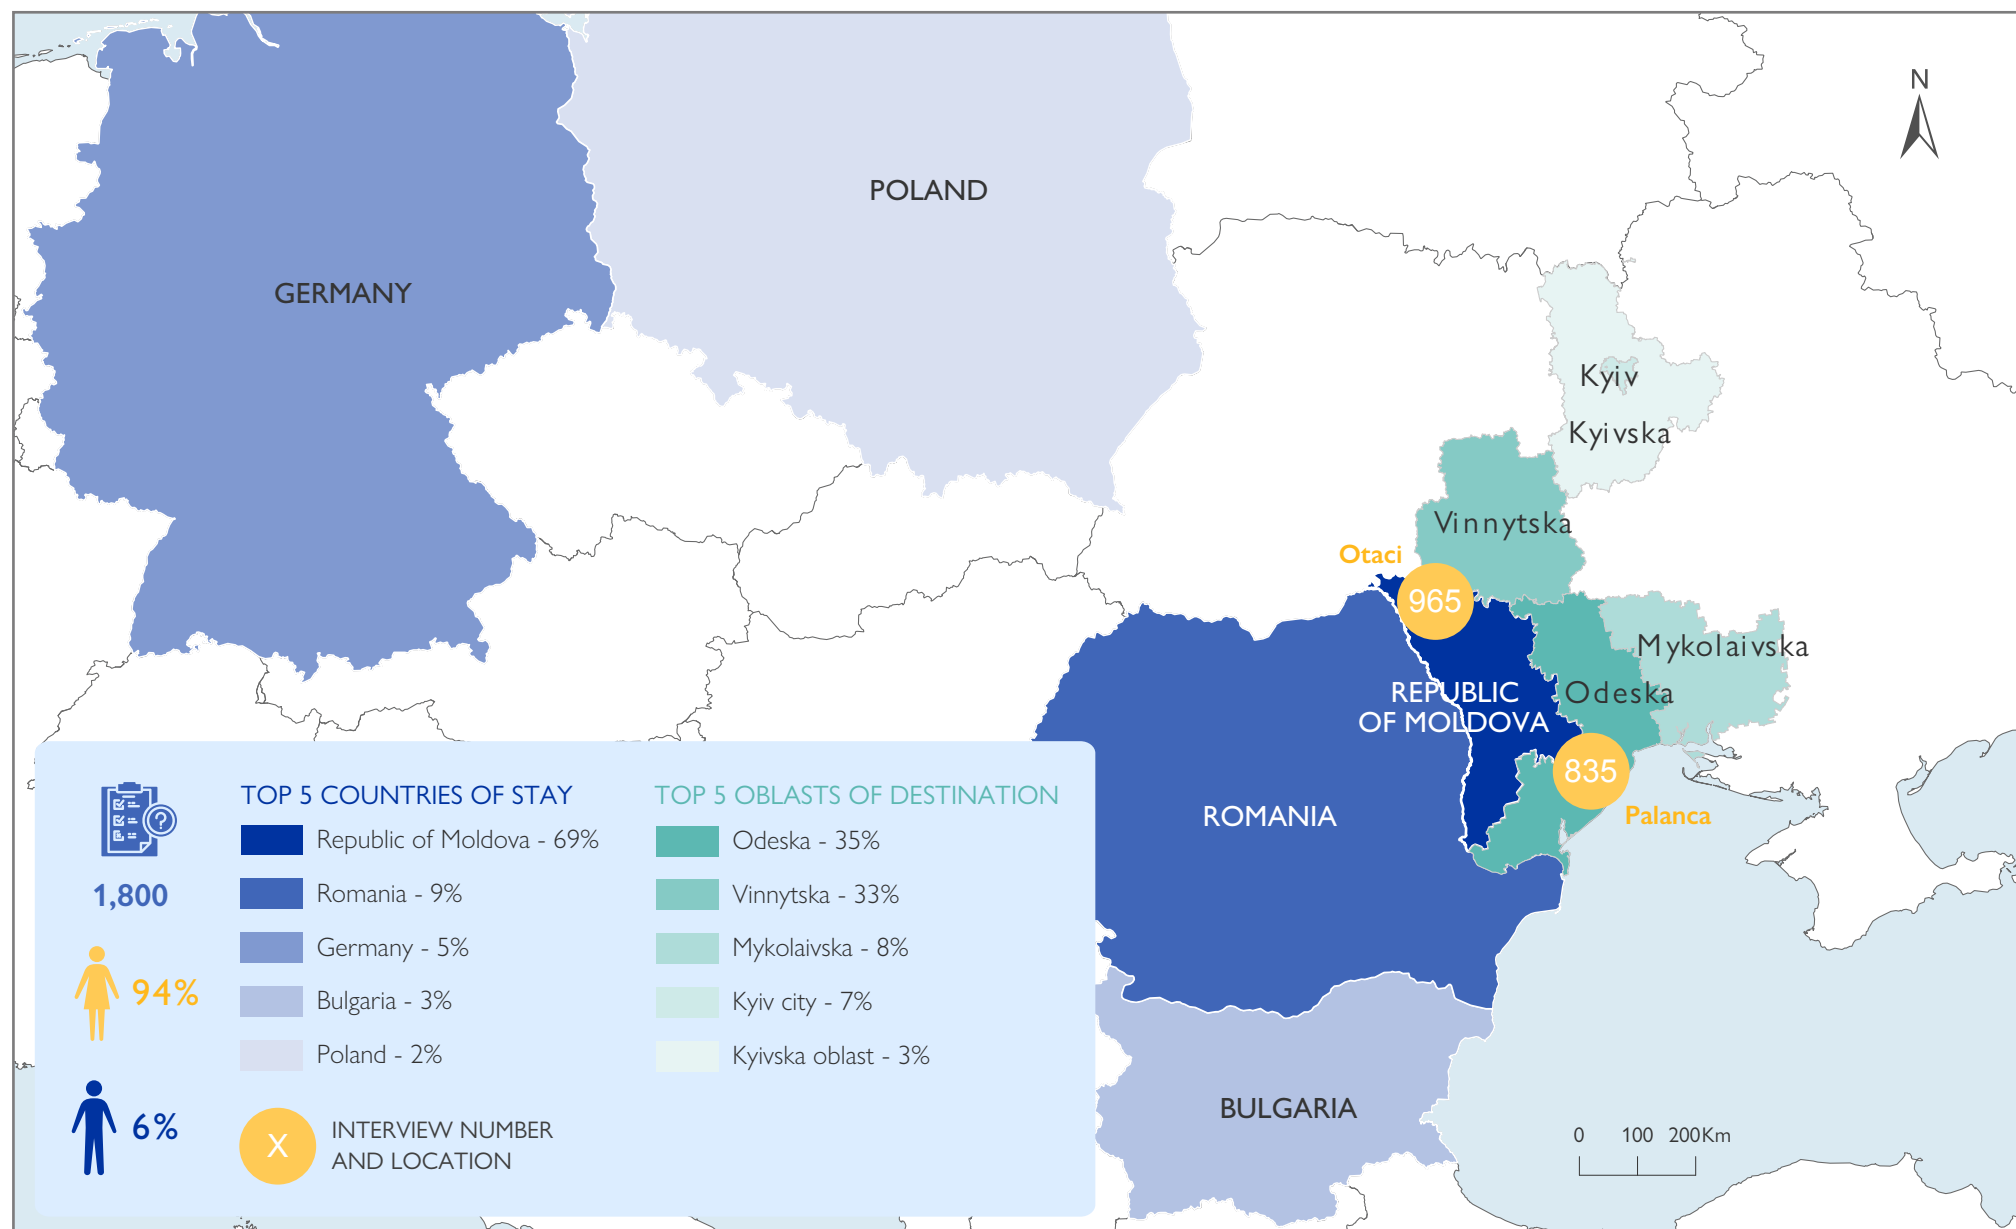 N
POLAND
GERMANY
Kyiv
Kyivska
Vinnytska
Otaci
965
Mykolaivska
REPUBLIC
OF MOLDOVA
Odeska
835
Palanca
ROMANIA
BULGARIA
0 100 200Km
1,800
94%
6%
TOP 5 COUNTRIES OF STAY
Republic of Moldova - 69%
Romania - 9%
Germany - 5%
Bulgaria - 3%
Poland - 2%
TOP 5 OBLASTS OF DESTINATION
Odeska - 35%
Vinnytska - 33%
Mykolaivska - 8%
Kyiv city - 7%
Kyivska oblast - 3%
X
INTERVIEW NUMBER
AND LOCATION